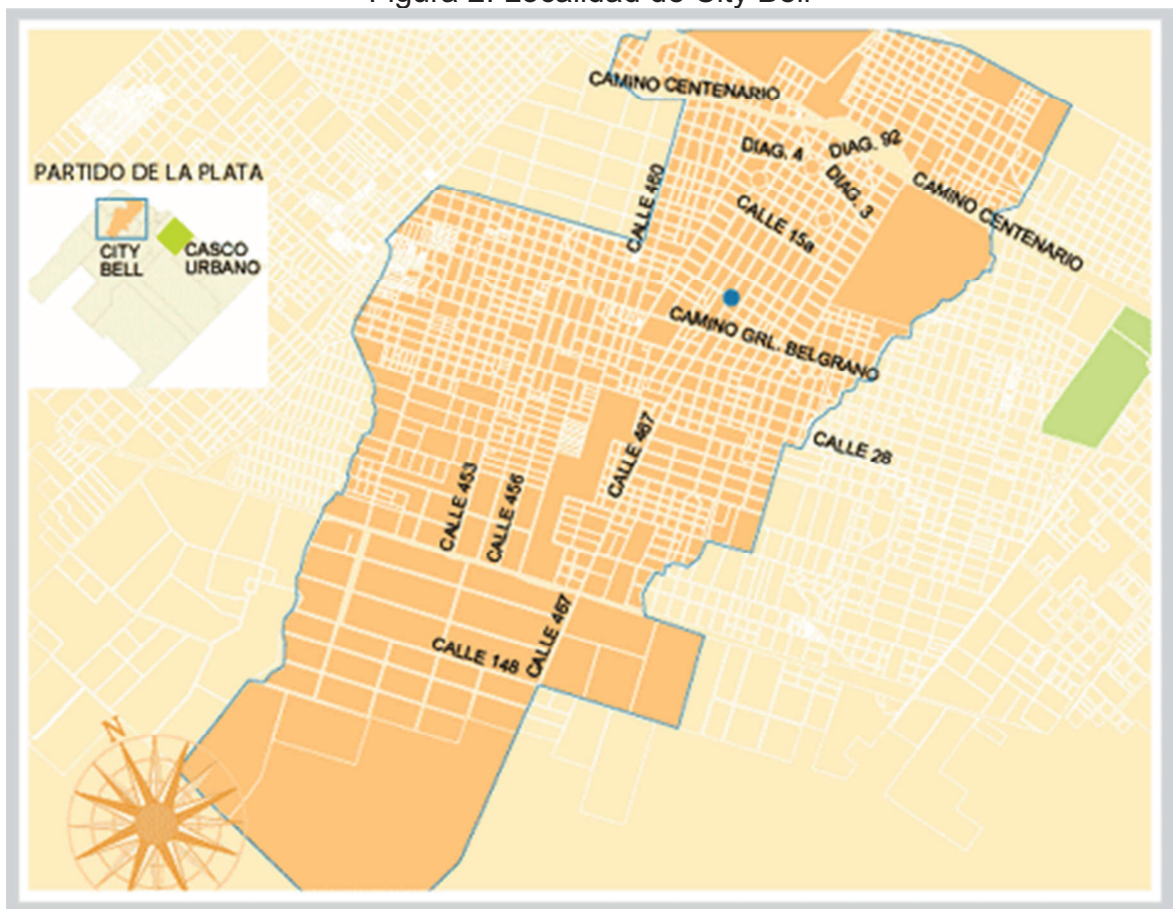 Figura 2. Localidad de City Bell
CAMINO CENTENARIO
DIAG. 4
DIAG. 92
DIAG. 3
CAMINO CENTENARIO
CALLE 460
CALLE 15a
PARTIDO DE LA PLATA
CITY
BELL
CASCO
URBANO
CAMINO GRL. BELGRANO
CALLE 28
CALLE 467
CALLE 453
CALLE 456
CALLE 467
CALLE 148
N